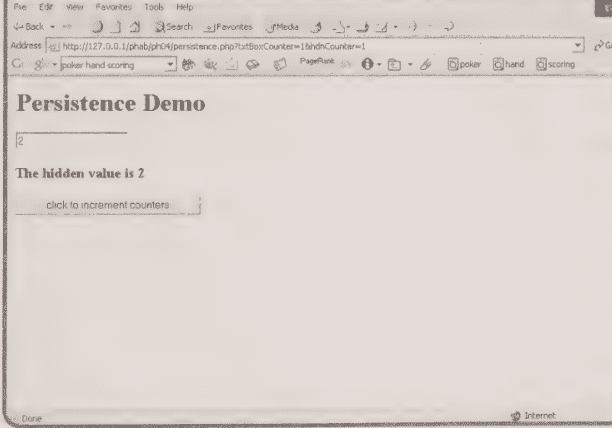 File Edit View Favorites Tools Help
Back Search Favorites Media
Address http://127.0.0.1/phab/ph04/persistence.php?txtBoxCounter=1&hdnCounter=1
poker hand scoring PageRank poker hand scoring
Persistence Demo
2
The hidden value is 2
click to increment counters
Done Internet